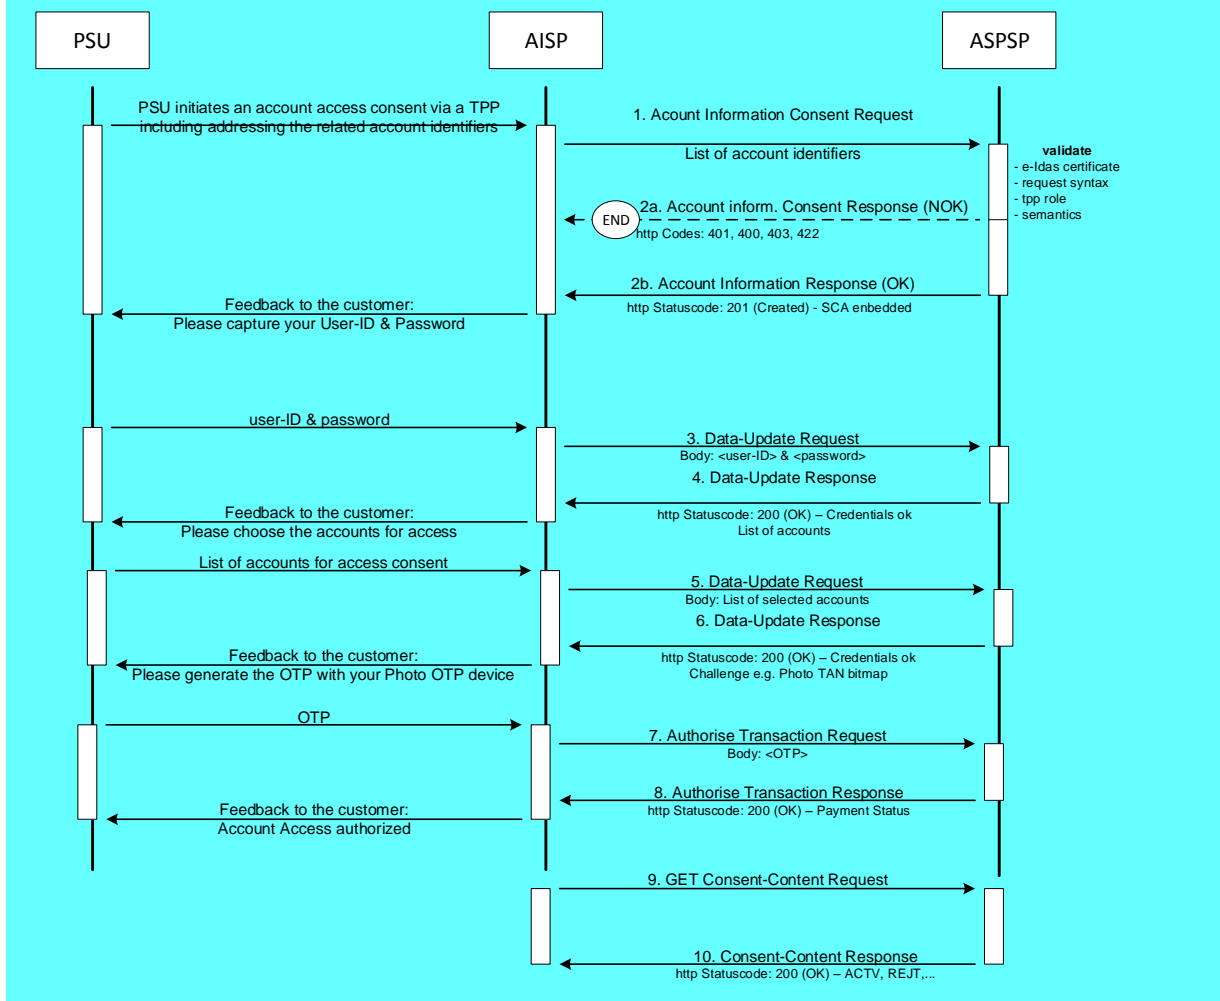 PSU
AISP
ASPSP
PSU initiates an account access consent via a TPP
including addressing the related account identifiers
1. Acount Information Consent Request
List of account identifiers
validate
- e-Idas certificate
- request syntax
- tpp role
- semantics
2a. Account inform. Consent Response (NOK)
END
http Codes: 401, 400, 403, 422
2b. Account Information Response (OK)
http Statuscode: 201 (Created) - SCA enbedded
Feedback to the customer:
Please capture your User-ID & Password
user-ID & password
3. Data-Update Request
Body: <user-ID> & <password>
4. Data-Update Response
http Statuscode: 200 (OK) – Credentials ok
List of accounts
Feedback to the customer:
Please choose the accounts for access
List of accounts for access consent
5. Data-Update Request
Body: List of selected accounts
6. Data-Update Response
http Statuscode: 200 (OK) – Credentials ok
Challenge e.g. Photo TAN bitmap
Feedback to the customer:
Please generate the OTP with your Photo OTP device
OTP
7. Authorise Transaction Request
Body: <OTP>
8. Authorise Transaction Response
http Statuscode: 200 (OK) – Payment Status
Feedback to the customer:
Account Access authorized
9. GET Consent-Content Request
10. Consent-Content Response
http Statuscode: 200 (OK) – ACTV, REJT,...